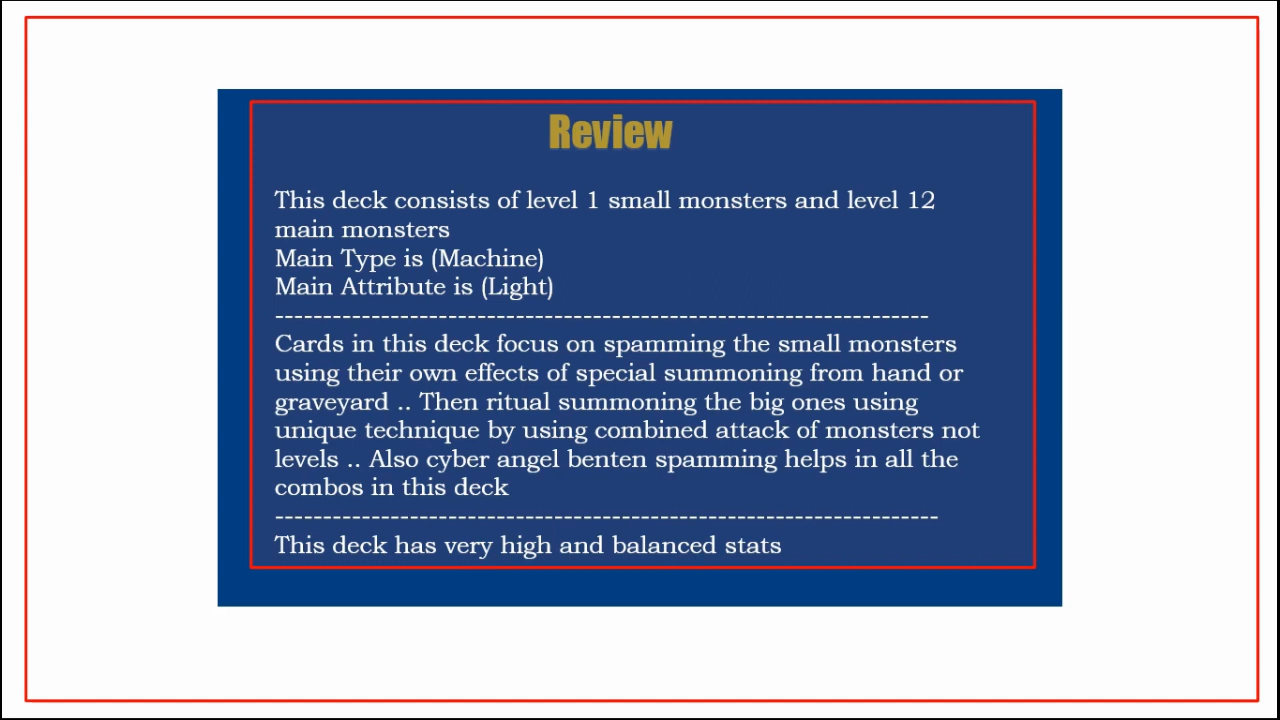 Review
This deck consists of level 1 small monsters and level 12
main monsters
Main Type is (Machine)
Main Attribute is (Light)
--------------------------------------------------------------------
Cards in this deck focus on spamming the small monsters
using their own effects of special summoning from hand or
graveyard .. Then ritual summoning the big ones using
unique technique by using combined attack of monsters not
levels .. Also cyber angel benten spamming helps in all the
combos in this deck
---------------------------------------------------------------------
This deck has very high and balanced stats